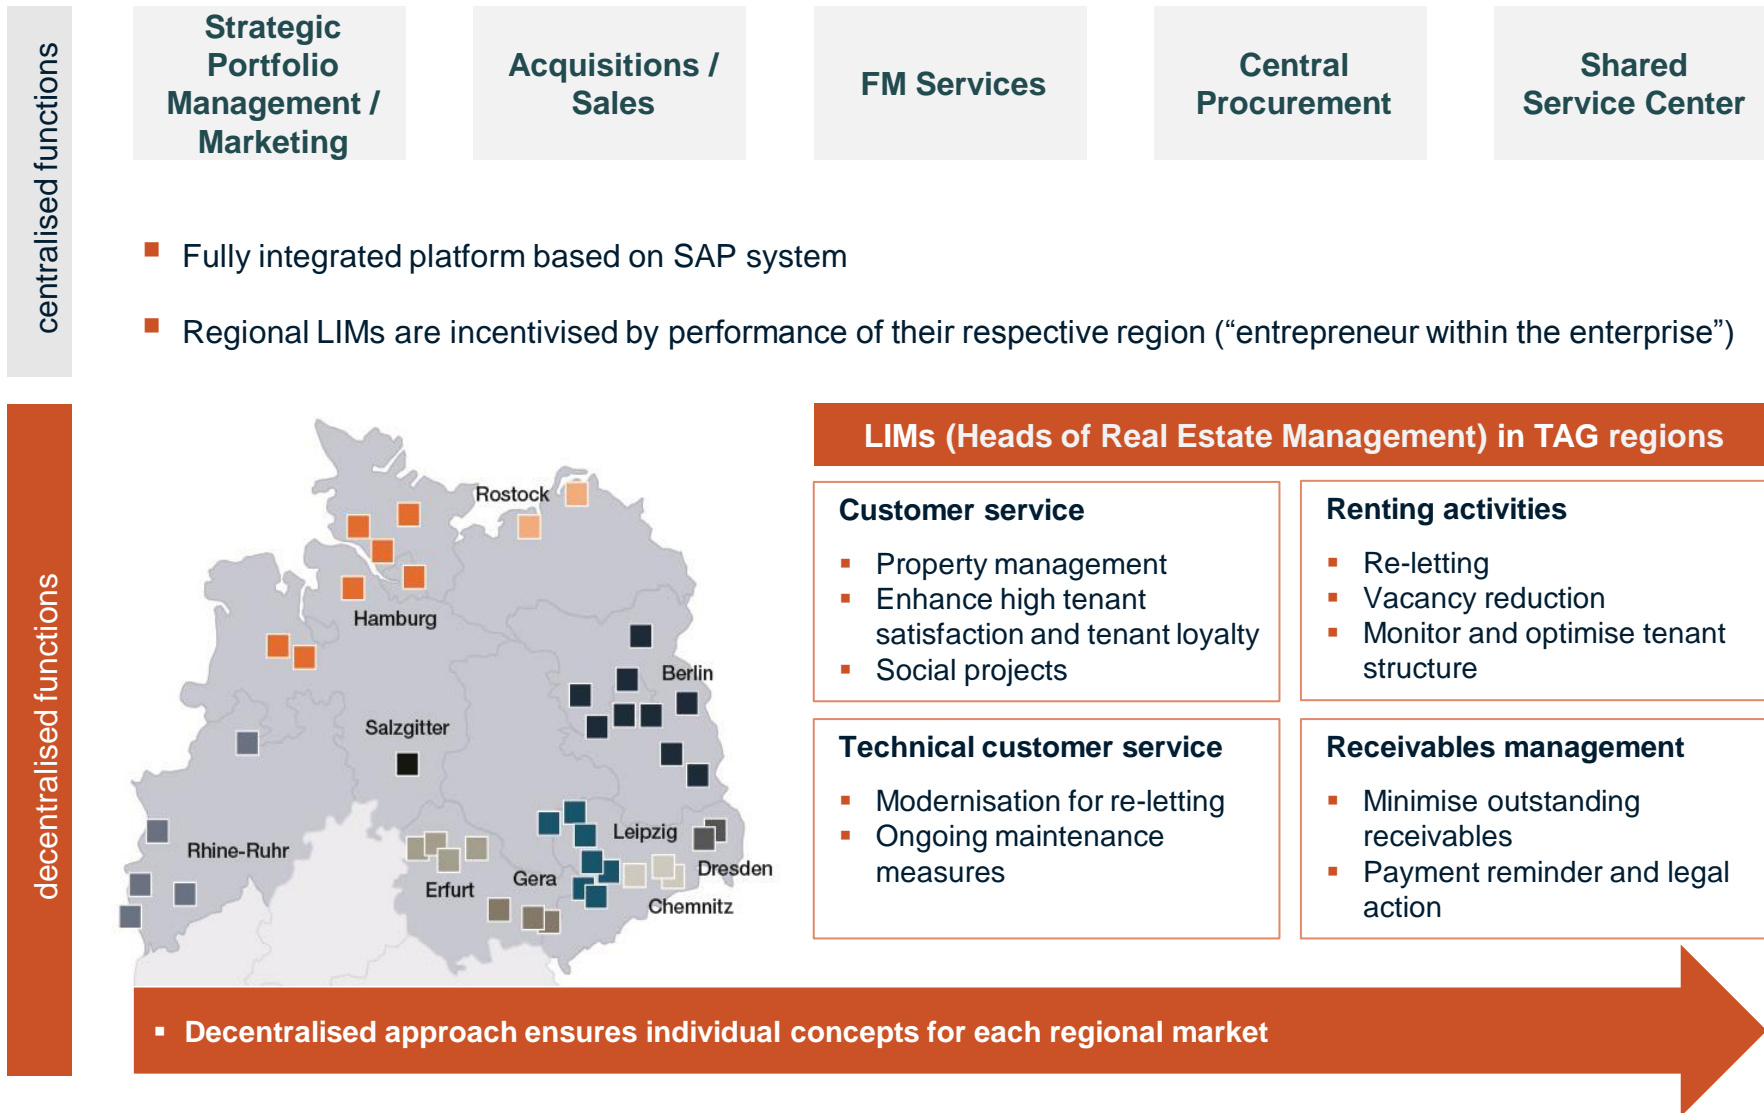 centralised functions
Strategic
Portfolio
Management /
Marketing
Acquisitions /
Sales
FM Services
Central
Procurement
Shared
Service Center
▪ Fully integrated platform based on SAP system
▪ Regional LIMs are incentivised by performance of their respective region (“entrepreneur within the enterprise”)
decentralised functions
Rostock
Hamburg
Berlin
Salzgitter
Leipzig
Rhine-Ruhr
Dresden
Gera
Erfurt
Chemnitz
LIMs (Heads of Real Estate Management) in TAG regions
Customer service
▪ Property management
▪ Enhance high tenant
satisfaction and tenant loyalty
▪ Social projects
Renting activities
▪ Re-letting
▪ Vacancy reduction
▪ Monitor and optimise tenant
structure
Technical customer service
▪ Modernisation for re-letting
▪ Ongoing maintenance
measures
Receivables management
▪ Minimise outstanding
receivables
▪ Payment reminder and legal
action
▪ Decentralised approach ensures individual concepts for each regional market